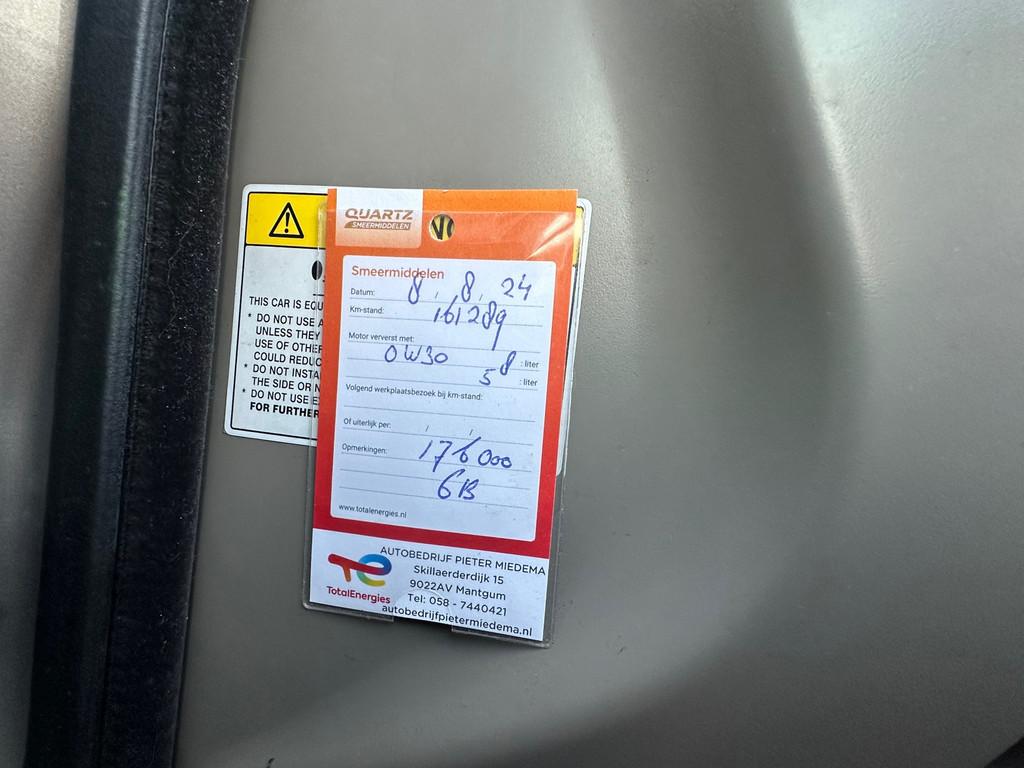 QUARTZ
SMEERMIDDELEN
Smeermiddelen
Datum: 8 , 8 , 24
Km-stand: 161289
Motor ververst met:
0W30 8 : liter
5 : liter
Volgend werkplaatsbezoek bij km-stand:
Of uiterlijk per: / /
Opmerkingen: 176000
www.totalenergies.nl
AUTOBEDRIJF PIETER MIEDEMA
Skillaerderdijk 15
9022AV Mantgum
Tel: 058 - 7440421
autobedrijfpietermiedema.nl
TotalEnergies
THIS CAR IS EQU
* DO NOT USE A
UNLESS THEY
USE OF OTHER
COULD REDUC
* DO NOT INSTA
THE SIDE OR N
* DO NOT USE E
FOR FURTHER